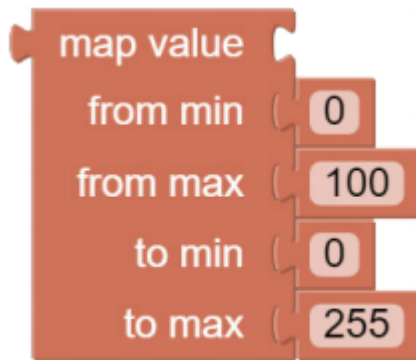 map value
from min 0
from max 100
to min 0
to max 255